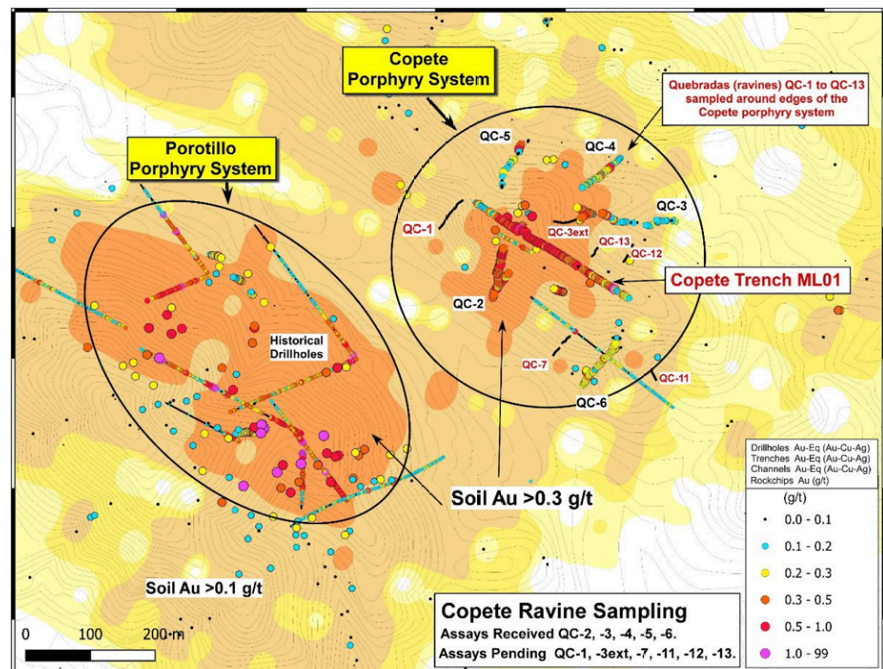 Copete
Porphyry System
Quebradas (ravines) QC-1 to QC-13
sampled around edges of the
Copete porphyry system
Porotillo
Porphyry System
QC-5
QC-4
QC-3
QC-1
QC-3ext
QC-13
QC-12
Copete Trench ML01
QC-2
Historical
Drillholes
QC-7
QC-11
QC-6
Soil Au >0.3 g/t
Soil Au >0.1 g/t
Drillholes Au-Eq (Au-Cu-Ag)
Trenches Au-Eq (Au-Cu-Ag)
Channels Au-Eq (Au-Cu-Ag)
Rockchips Au (g/t)
(g/t)
0.0 - 0.1
0.1 - 0.2
0.2 - 0.3
0.3 - 0.5
0.5 - 1.0
1.0 - 99
Copete Ravine Sampling
Assays Received QC-2, -3, -4, -5, -6.
Assays Pending QC-1, -3ext, -7, -11, -12, -13.
0 100 200 m